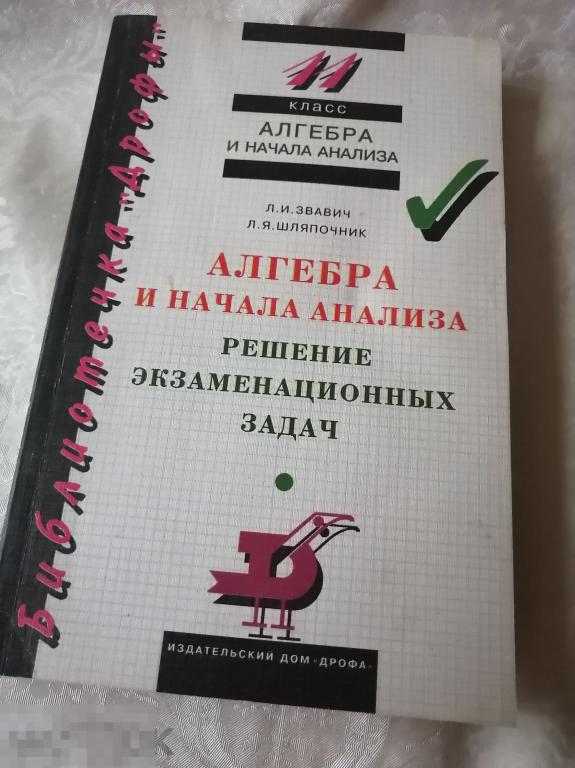 Библиотечка "Дрофы"
11
класс
АЛГЕБРА
И НАЧАЛА АНАЛИЗА
Л.И.ЗВАВИЧ
Л.Я.ШЛЯПОЧНИК
АЛГЕБРА
И НАЧАЛА АНАЛИЗА
РЕШЕНИЕ
ЭКЗАМЕНАЦИОННЫХ
ЗАДАЧ
ИЗДАТЕЛЬСКИЙ ДОМ «ДРОФА»